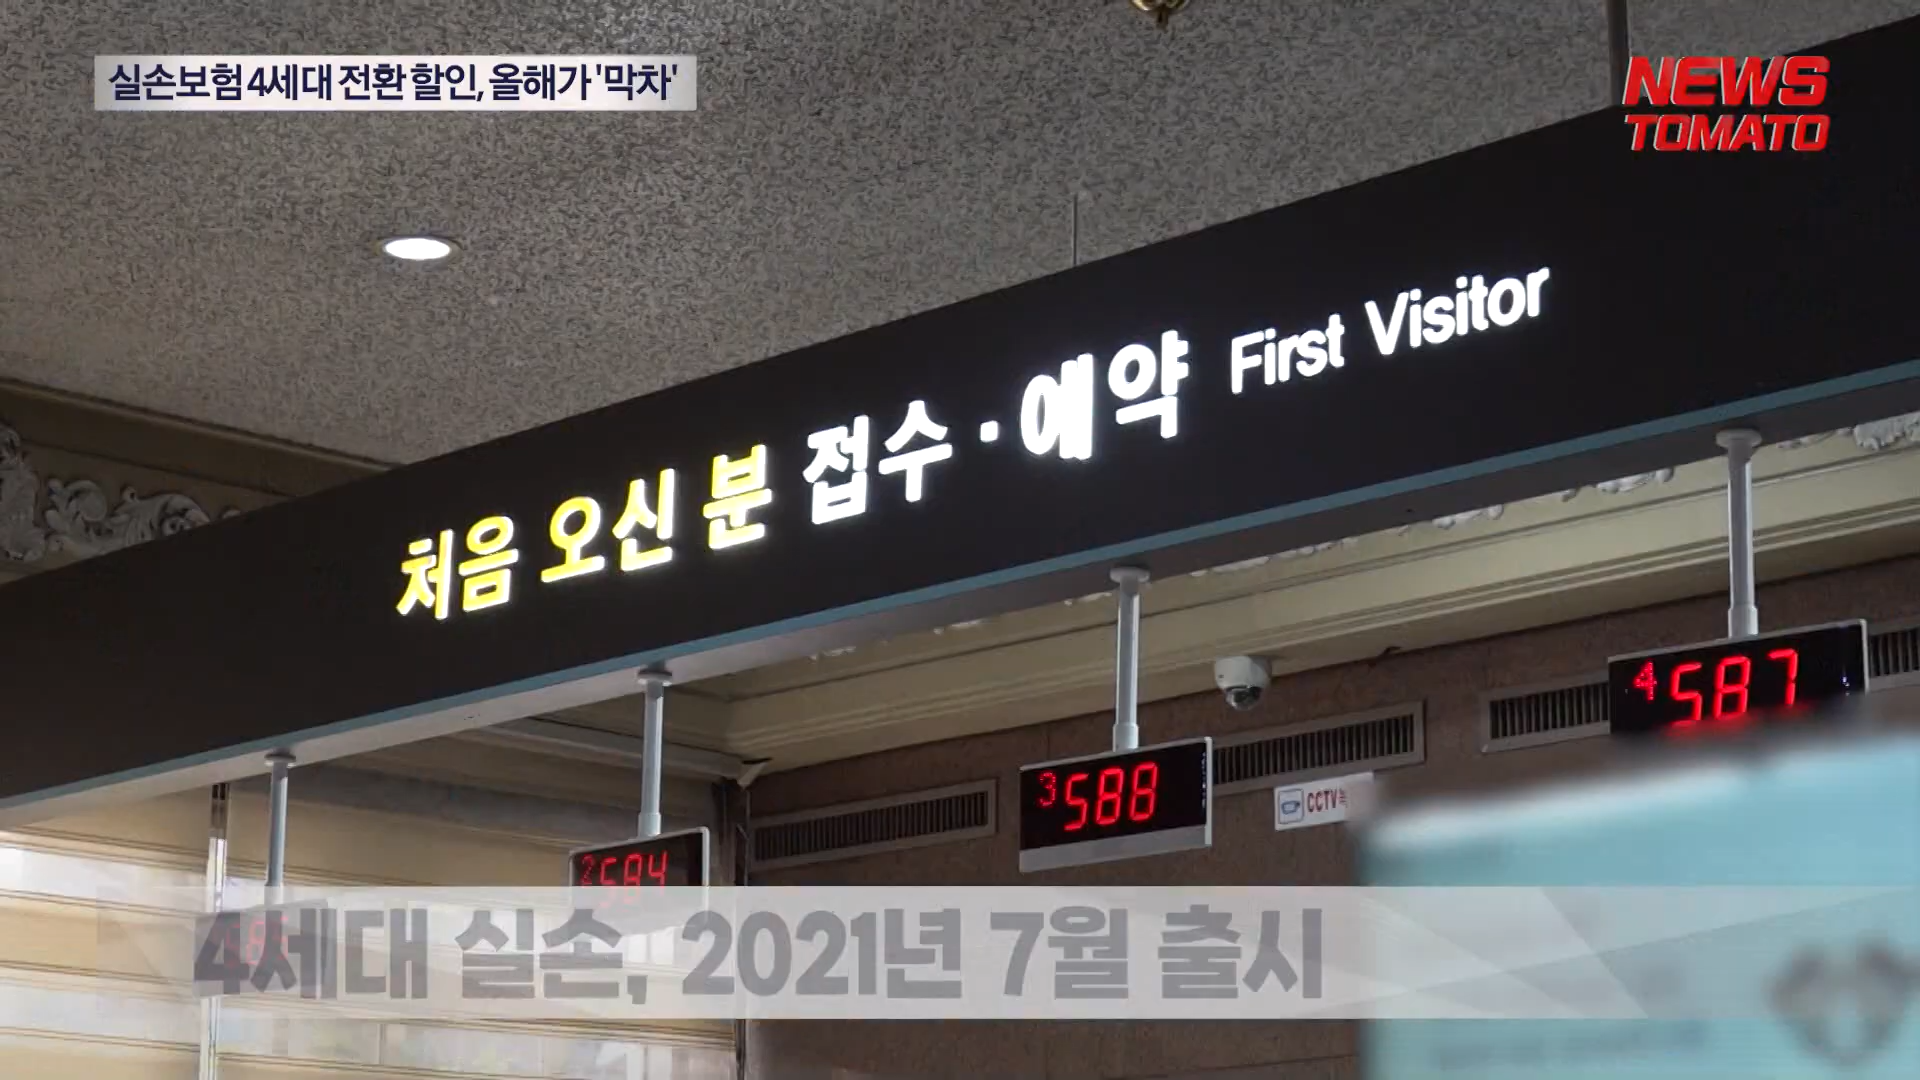 실손보험 4세대 전환 할인, 올해가 '막차'
NEWS
TOMATO
처음 오신 분 접수·예약 First Visitor
4 587
3 588
2 584
CCTV
4세대 실손, 2021년 7월 출시